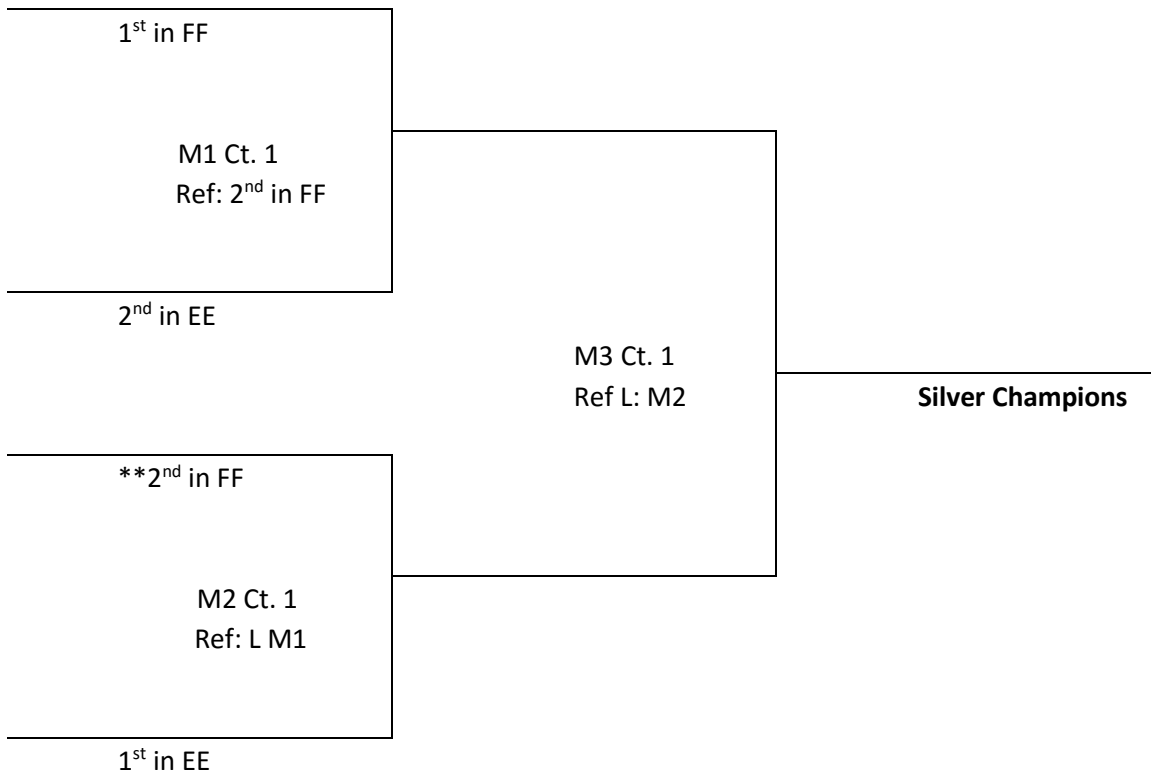 1st in FF
M1 Ct. 1
Ref: 2nd in FF
2nd in EE
M3 Ct. 1
Ref L: M2
Silver Champions
**2nd in FF
M2 Ct. 1
Ref: L M1
1st in EE